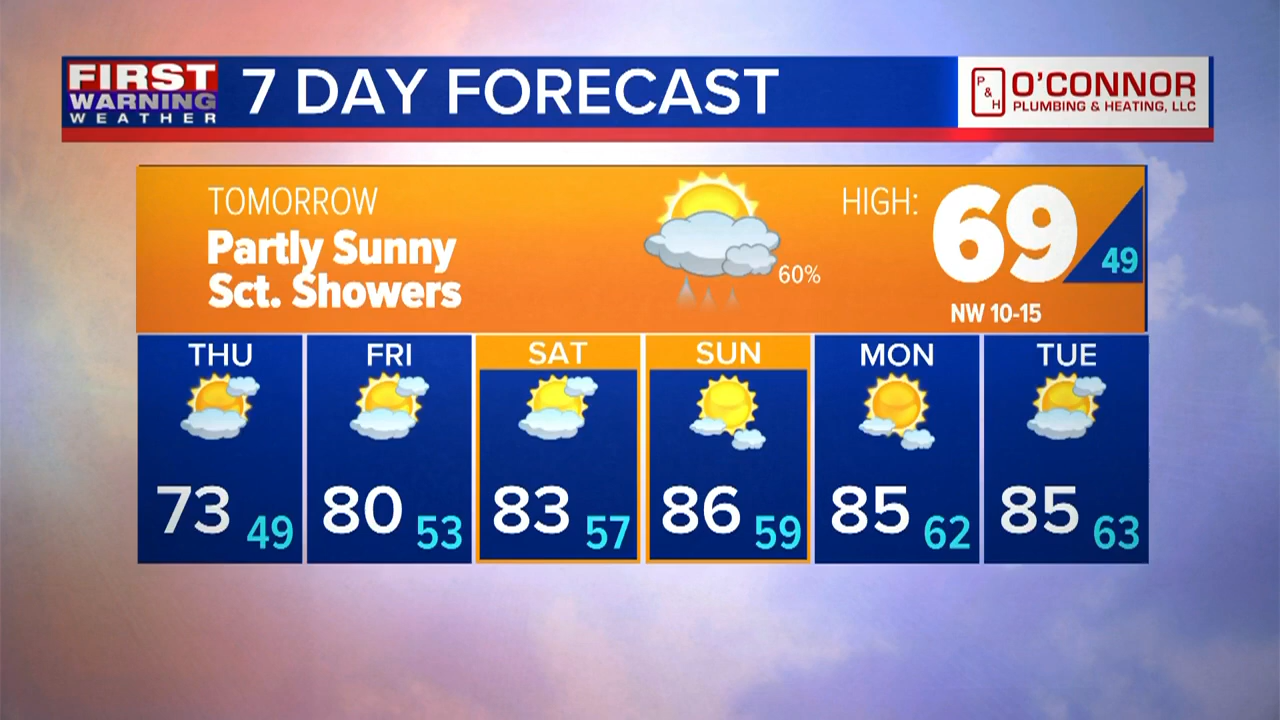 FIRST
WARNING
WEATHER
7 DAY FORECAST
P
&
H
O'CONNOR
PLUMBING & HEATING, LLC
TOMORROW
Partly Sunny
Sct. Showers
60%
HIGH:
69
49
NW 10-15
THU
FRI
SAT
SUN
MON
TUE
73 49
80 53
83 57
86 59
85 62
85 63